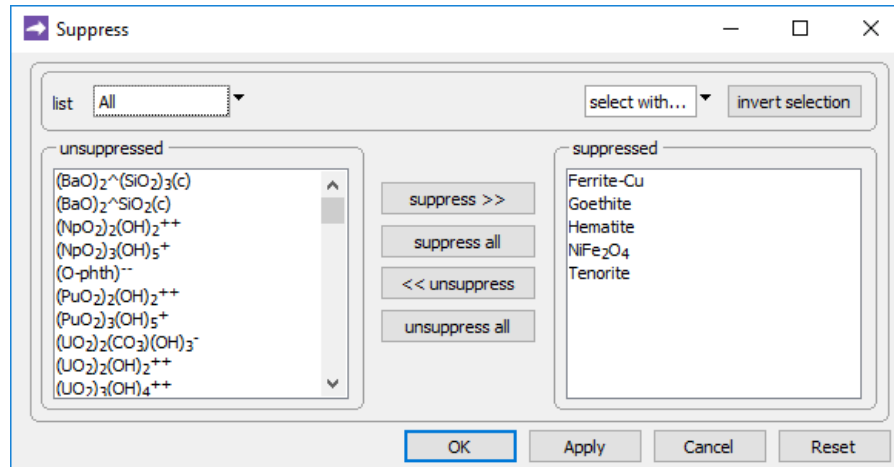 Suppress
list All select with... invert selection
unsuppressed
(BaO)₂^(SiO₂)₃(c)
(BaO)₂^SiO₂(c)
(NpO₂)₂(OH)₂⁺⁺
(NpO₂)₃(OH)₅⁺
(O-phth)⁻⁻
(PuO₂)₂(OH)₂⁺⁺
(PuO₂)₃(OH)₅⁺
(UO₂)₂(CO₃)(OH)₃⁻
(UO₂)₂(OH)₂⁺⁺
(UO₂)₃(OH)₄⁺⁺
suppress >>
suppress all
<< unsuppress
unsuppress all
suppressed
Ferrite-Cu
Goethite
Hematite
NiFe₂O₄
Tenorite
OK Apply Cancel Reset